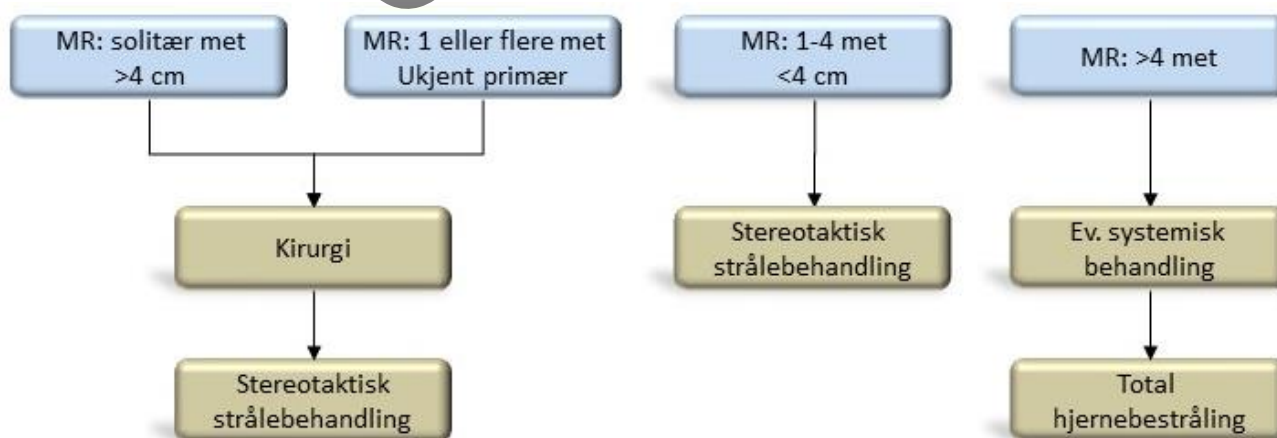 MR: solitær met
>4 cm
MR: 1 eller flere met
Ukjent primær
MR: 1-4 met
<4 cm
MR: >4 met
Kirurgi
Stereotaktisk
strålebehandling
Ev. systemisk
behandling
Stereotaktisk
strålebehandling
Total
hjernebestråling